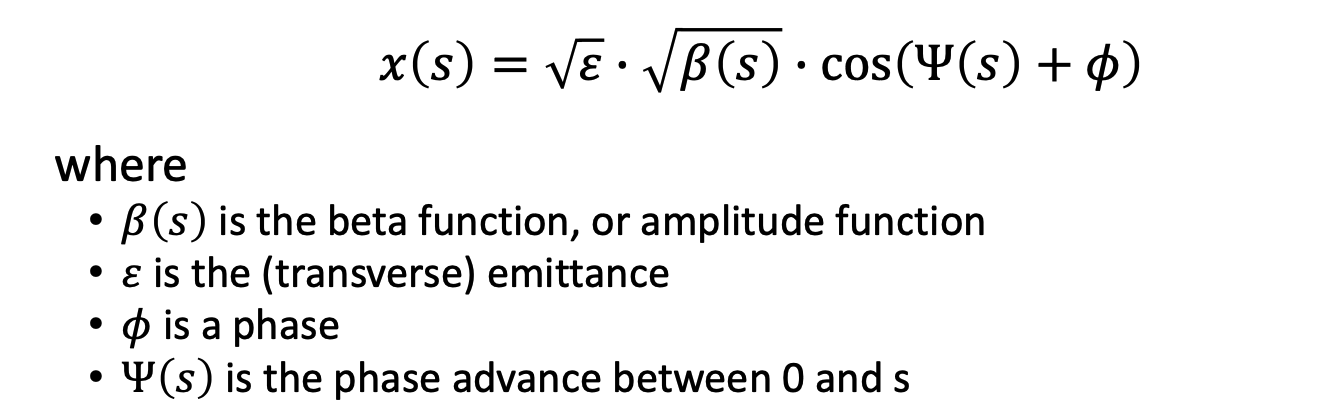 x(s) = √ε · √β(s) · cos(Ψ(s) + ϕ)
where
• β(s) is the beta function, or amplitude function
• ε is the (transverse) emittance
• ϕ is a phase
• Ψ(s) is the phase advance between 0 and s